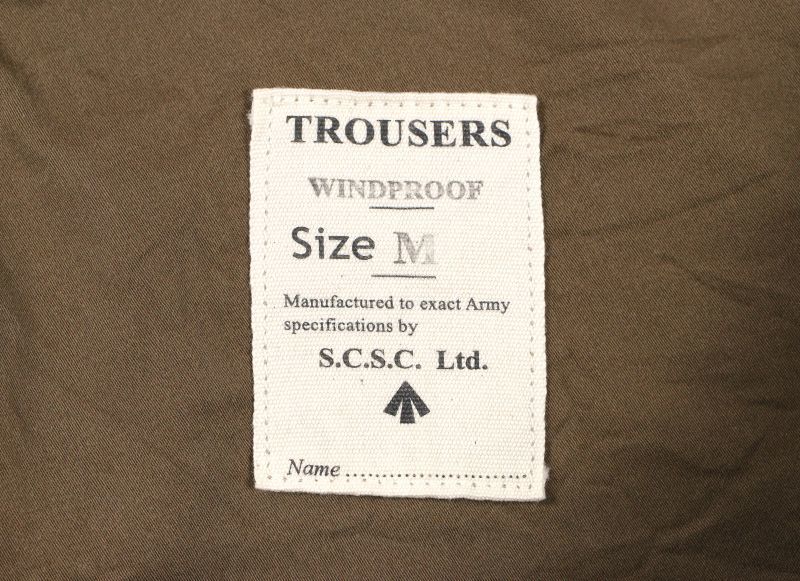 TROUSERS
WINDPROOF
Size M
Manufactured to exact Army
specifications by
S.C.S.C. Ltd.
Name ..............................